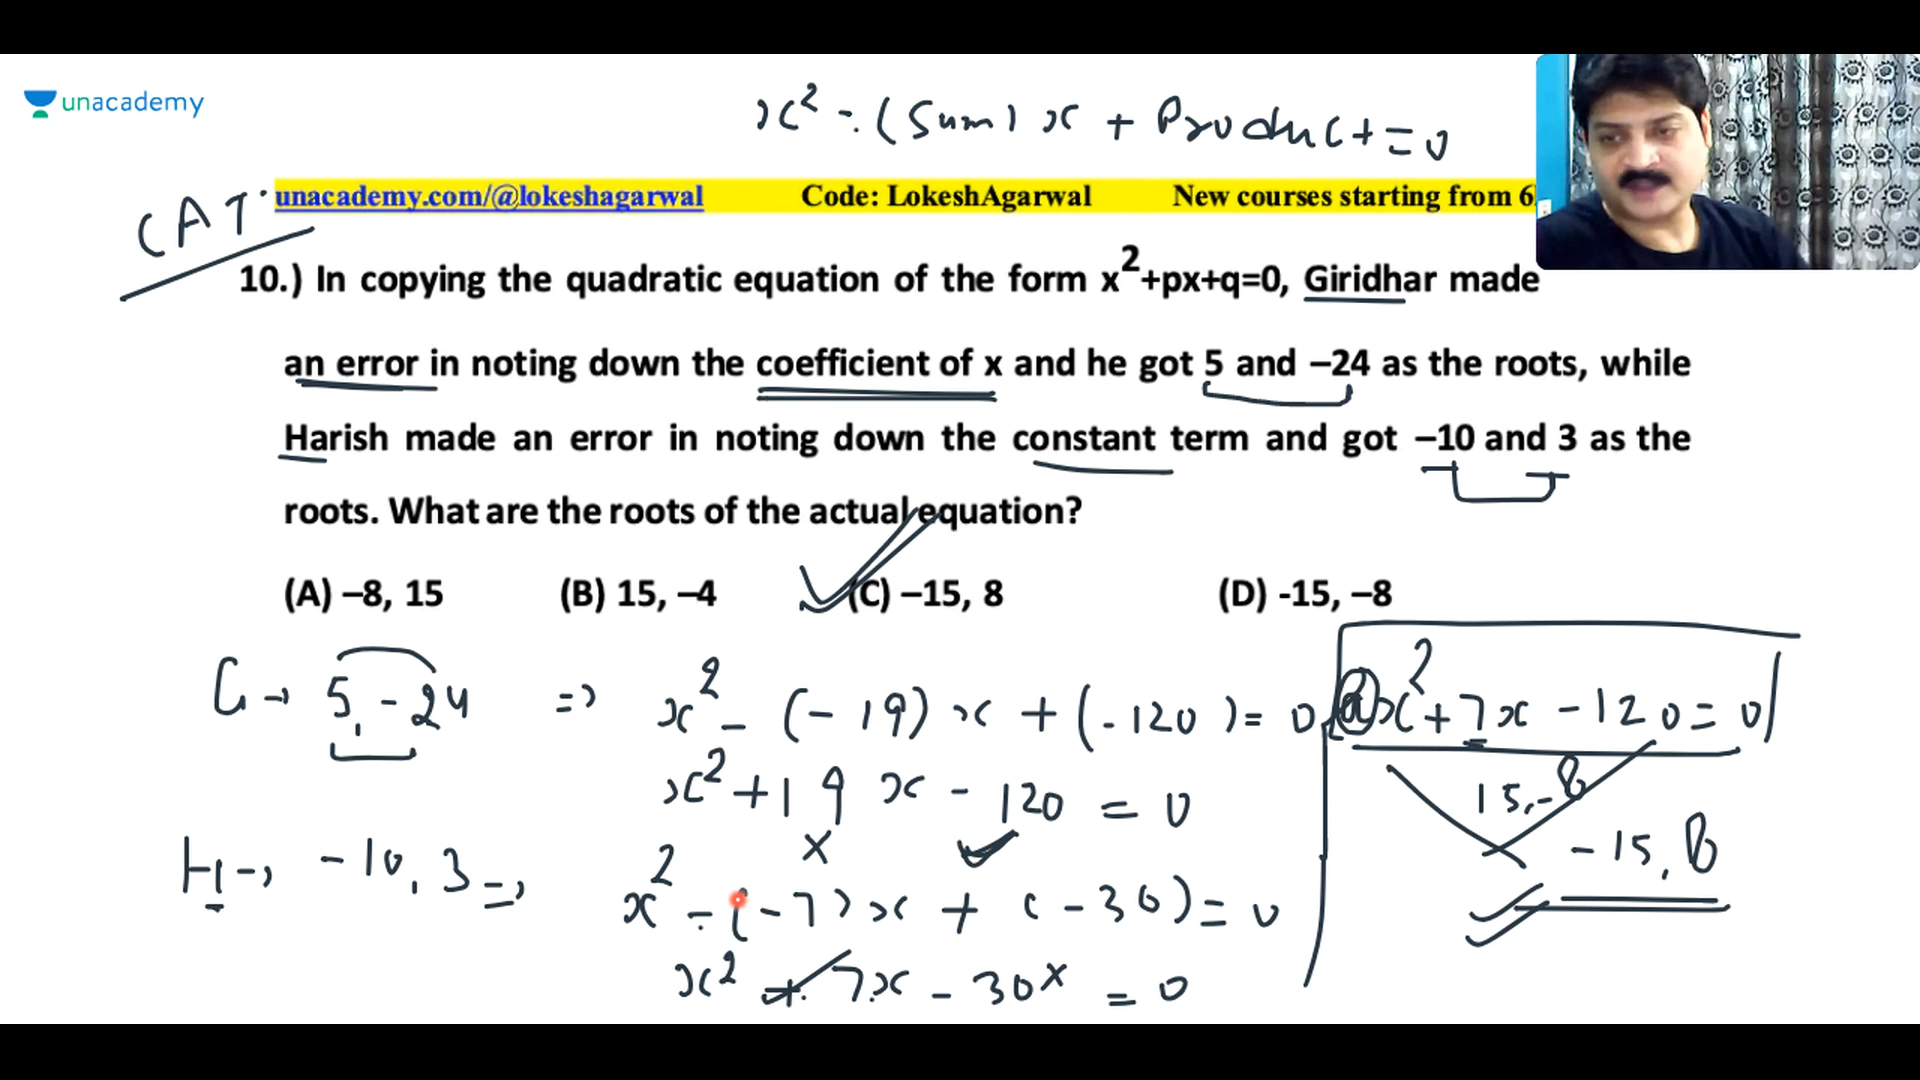 unacademy
x² - (Sum) x + Product = 0
CAT
unacademy.com/@lokeshagarwal Code: LokeshAgarwal New courses starting from 6
10.) In copying the quadratic equation of the form x²+px+q=0, Giridhar made
an error in noting down the coefficient of x and he got 5 and –24 as the roots, while
Harish made an error in noting down the constant term and got –10 and 3 as the
roots. What are the roots of the actual equation?
(A) –8, 15 (B) 15, –4 (C) –15, 8 (D) -15, –8
G → 5, -24 => x² - (-19) x + (-120) = 0
x² + 7x - 120 = 0
x² + 19 x - 120 = 0
15, -8
-15, 8
H → -10, 3 => x² - (-7) x + (-30) = 0
x² + 7x - 30 = 0